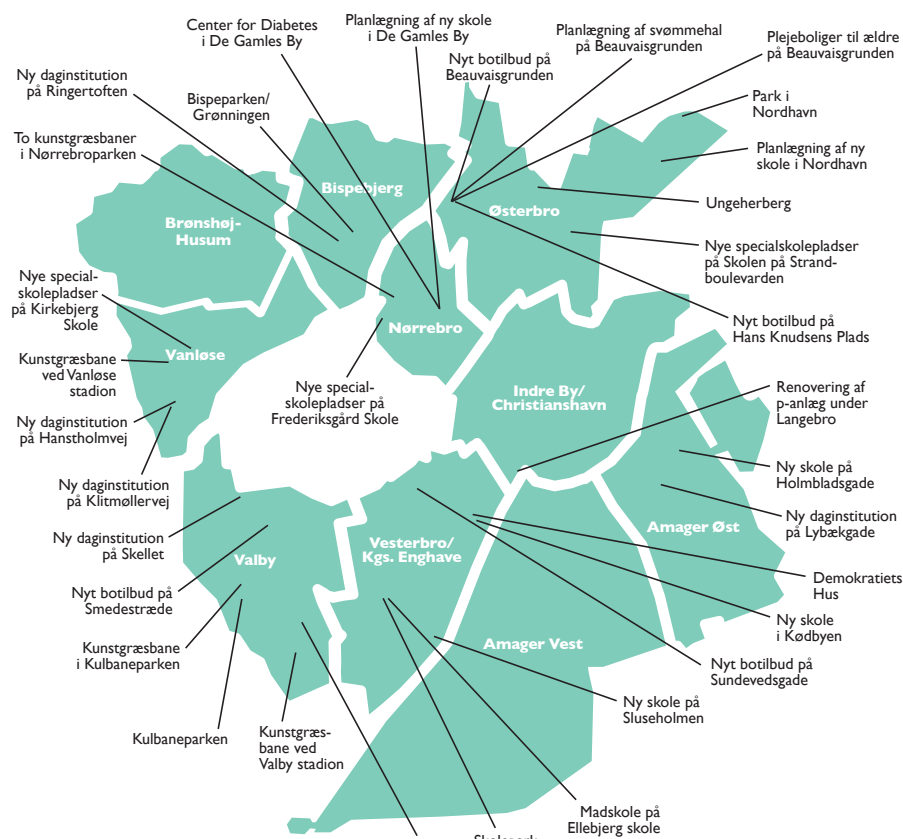 Center for Diabetes
i De Gamles By
Planlægning af ny skole
i De Gamles By
Planlægning af svømmehal
på Beauvaisgrunden
Plejeboliger til ældre
på Beauvaisgrunden
Nyt botilbud på
Beauvaisgrunden
Ny daginstitution
på Ringertoften
Bispeparken/
Grønningen
Park i
Nordhavn
To kunstgræsbaner
i Nørrebroparken
Planlægning af ny
skole i Nordhavn
Bispebjerg
Ungeherberg
Østerbro
Brønshøj-
Husum
Nye specialskolepladser
på Skolen på Strand-
boulevarden
Nye special-
skolepladser
på Kirkebjerg
Skole
Nørrebro
Nyt botilbud på
Hans Knudsens Plads
Vanløse
Kunstgræsbane
ved Vanløse
stadion
Nye special-
skolepladser på
Frederiksgård Skole
Indre By/
Christianshavn
Renovering af
p-anlæg under
Langebro
Ny daginstitution
på Hanstholmvej
Ny skole på
Holmbladsgade
Ny daginstitution
på Klitmøllervej
Ny daginstitution
på Lybækgade
Amager Øst
Ny daginstitution
på Skellet
Vesterbro/
Kgs. Enghave
Valby
Demokratiets
Hus
Nyt botilbud på
Smedestræde
Ny skole
i Kødbyen
Amager Vest
Kunstgræsbane
i Kulbaneparken
Nyt botilbud på
Sundevedsgade
Ny skole på
Sluseholmen
Kulbaneparken
Kunstgræs-
bane ved
Valby stadion
Madskole på
Ellebjerg skole